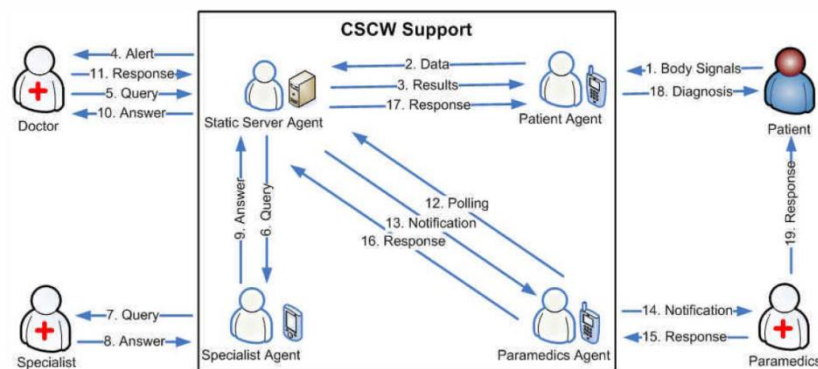 CSCW Support
4. Alert
11. Response
5. Query
10. Answer
Doctor
Static Server Agent
2. Data
3. Results
17. Response
Patient Agent
1. Body Signals
18. Diagnosis
Patient
9. Answer
6. Query
12. Polling
13. Notification
16. Response
19. Response
7. Query
8. Answer
Specialist
Specialist Agent
Paramedics Agent
14. Notification
15. Response
Paramedics